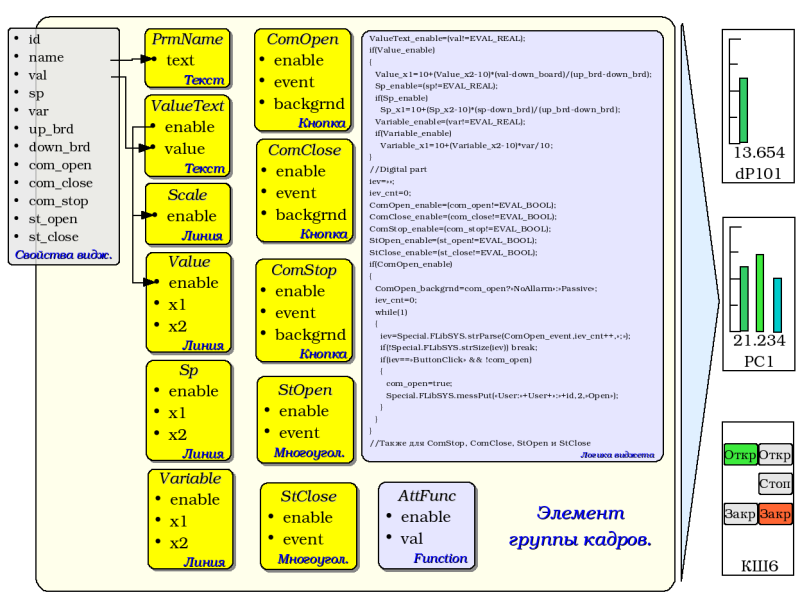 id
name
val
sp
var
up_brd
down_brd
com_open
com_close
com_stop
st_open
st_close
Свойства видж.
PrmName
text
Текст
ValueText
enable
value
Текст
Scale
enable
Линия
Value
enable
x1
x2
Линия
Sp
enable
x1
x2
Линия
Variable
enable
x1
x2
Линия
ComOpen
enable
event
backgrnd
Кнопка
ComClose
enable
event
backgrnd
Кнопка
ComStop
enable
event
backgrnd
Кнопка
StOpen
enable
event
Многоугол.
StClose
enable
event
Многоугол.
ValueText_enable=(val!=EVAL_REAL);
if(Value_enable)
{
Value_x1=10+(Value_x2-10)*(val-down_board)/(up_brd-down_brd);
Sp_enable=(sp!=EVAL_REAL);
if(Sp_enable)
Sp_x1=10+(Sp_x2-10)*(sp-down_brd)/(up_brd-down_brd);
Variable_enable=(var!=EVAL_REAL);
if(Variable_enable)
Variable_x1=10+(Variable_x2-10)*var/10;
}
//Digital part
iev=«»;
iev_cnt=0;
ComOpen_enable=(com_open!=EVAL_BOOL);
ComClose_enable=(com_close!=EVAL_BOOL);
ComStop_enable=(com_stop!=EVAL_BOOL);
StOpen_enable=(st_open!=EVAL_BOOL);
StClose_enable=(st_close!=EVAL_BOOL);
if(ComOpen_enable)
{
ComOpen_backgrnd=com_open?«NoAllarm»:«Passive»;
iev_cnt=0;
while(1)
{
iev=Special.FLibSYS.strParse(ComOpen_event,iev_cnt++,«;»);
if(!Special.FLibSYS.strSize(iev)) break;
if(iev==«ButtonClick» && !com_open)
{
com_open=true;
Special.FLibSYS.messPut(«User:»+User+«:»+id,2,«Open»);
}
}
}
//Также для ComStop, ComClose, StOpen и StClose
Логика виджета
AttFunc
enable
val
Function
Элемент
группы кадров.
13.654
dP101
21.234
PC1
Откр Откр
Стоп
Закр Закр
КШ6